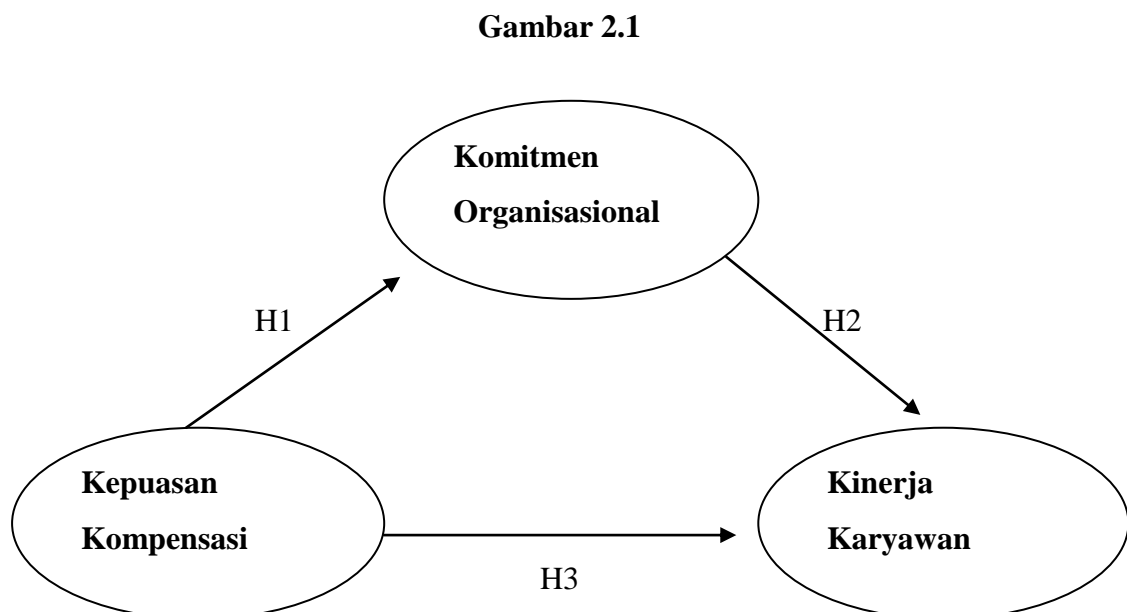 Gambar 2.1
Komitmen
Organisasional
H1
H2
Kepuasan
Kompensasi
Kinerja
Karyawan
H3